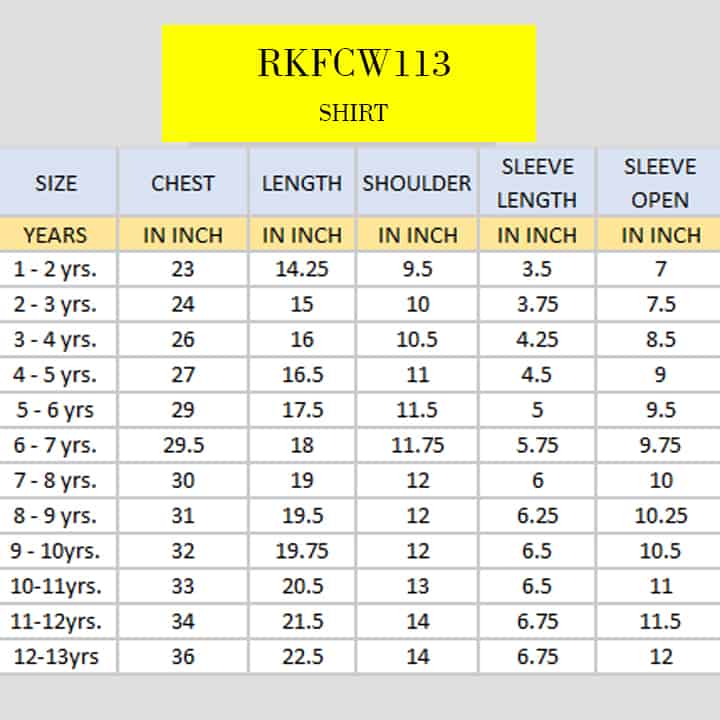 RKFCW113
SHIRT
SIZE CHEST LENGTH SHOULDER SLEEVE LENGTH SLEEVE OPEN
YEARS IN INCH IN INCH IN INCH IN INCH IN INCH
1 - 2 yrs. 23 14.25 9.5 3.5 7
2 - 3 yrs. 24 15 10 3.75 7.5
3 - 4 yrs. 26 16 10.5 4.25 8.5
4 - 5 yrs. 27 16.5 11 4.5 9
5 - 6 yrs 29 17.5 11.5 5 9.5
6 - 7 yrs. 29.5 18 11.75 5.75 9.75
7 - 8 yrs. 30 19 12 6 10
8 - 9 yrs. 31 19.5 12 6.25 10.25
9 - 10yrs. 32 19.75 12 6.5 10.5
10-11yrs. 33 20.5 13 6.5 11
11-12yrs. 34 21.5 14 6.75 11.5
12-13yrs 36 22.5 14 6.75 12